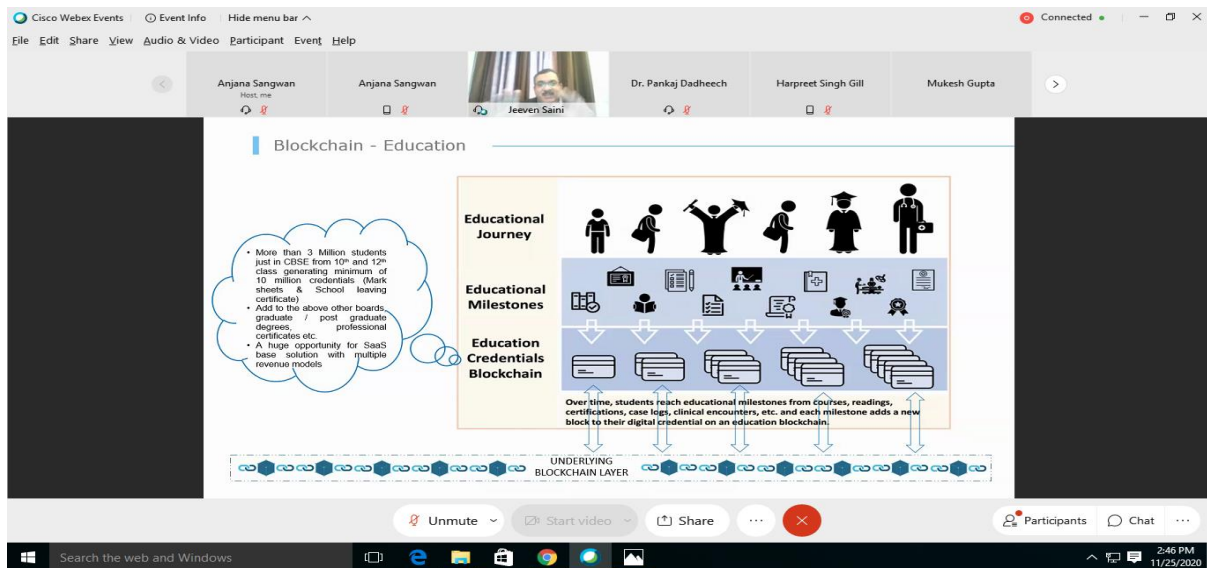 Cisco Webex Events Event Info Hide menu bar Connected
File Edit Share View Audio & Video Participant Event Help
Anjana Sangwan
Host, me
Anjana Sangwan
Jeeven Saini
Dr. Pankaj Dadheech
Harpreet Singh Gill
Mukesh Gupta
Blockchain - Education
• More than 3 Million students
just in CBSE from 10th and 12th
class generating minimum of
10 million credentials (Mark
sheets & School leaving
certificate)
• Add to the above other boards,
graduate / post graduate
degrees, professional
certificates etc.
• A huge opportunity for SaaS
base solution with multiple
revenue models
Educational
Journey
Educational
Milestones
Education
Credentials
Blockchain
Over time, students reach educational milestones from courses, readings,
certifications, case logs, clinical encounters, etc. and each milestone adds a new
block to their digital credential on an education blockchain.
UNDERLYING
BLOCKCHAIN LAYER
Unmute Start video Share Participants Chat
Search the web and Windows
2:46 PM
11/25/2020